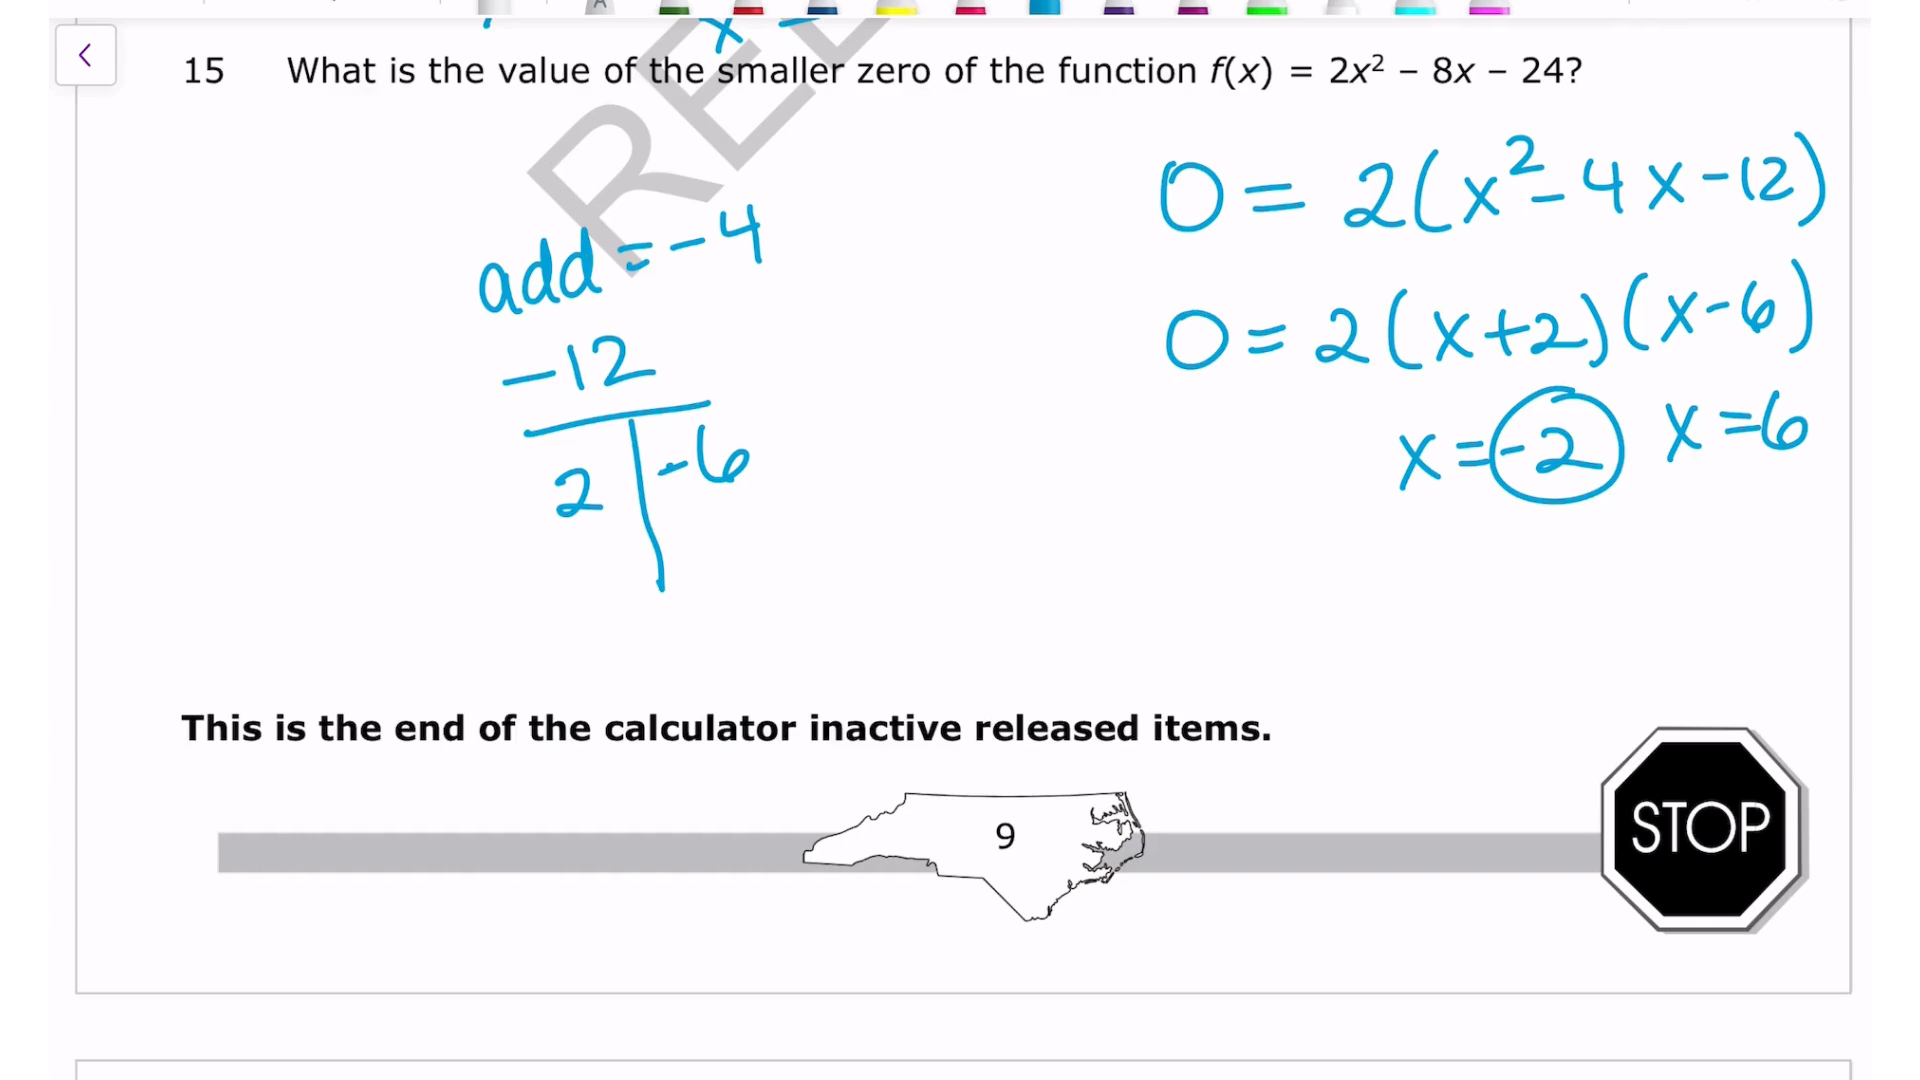 x =
15 What is the value of the smaller zero of the function f(x) = 2x² – 8x – 24?
REL
0 = 2(x² - 4x - 12)
add = -4
0 = 2(x+2)(x-6)
-12
x = -2 x = 6
2 -6
This is the end of the calculator inactive released items.
STOP
9